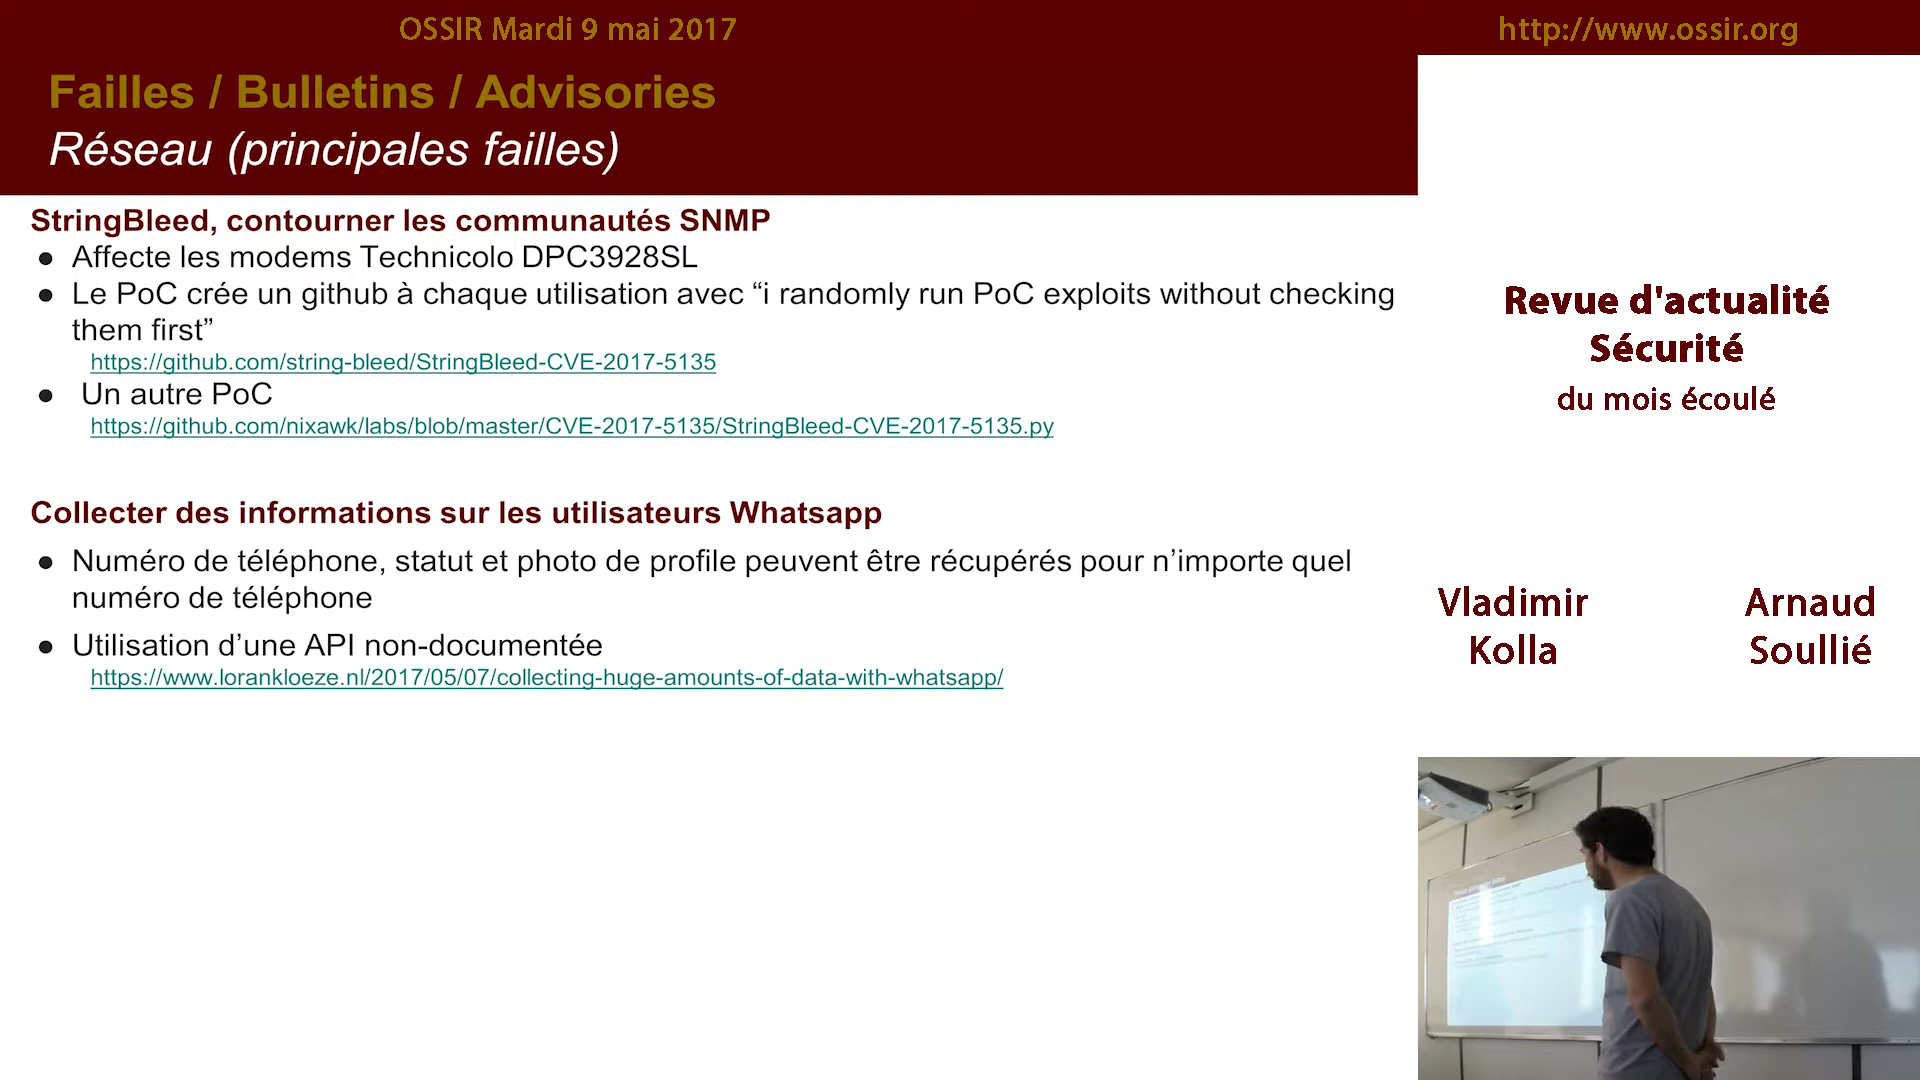 OSSIR Mardi 9 mai 2017
http://www.ossir.org
Failles / Bulletins / Advisories
Réseau (principales failles)
StringBleed, contourner les communautés SNMP
● Affecte les modems Technicolo DPC3928SL
● Le PoC crée un github à chaque utilisation avec “i randomly run PoC exploits without checking
them first”
https://github.com/string-bleed/StringBleed-CVE-2017-5135
● Un autre PoC
https://github.com/nixawk/labs/blob/master/CVE-2017-5135/StringBleed-CVE-2017-5135.py
Collecter des informations sur les utilisateurs Whatsapp
● Numéro de téléphone, statut et photo de profile peuvent être récupérés pour n’importe quel
numéro de téléphone
● Utilisation d’une API non-documentée
https://www.lorankloeze.nl/2017/05/07/collecting-huge-amounts-of-data-with-whatsapp/
Revue d'actualité
Sécurité
du mois écoulé
Vladimir
Kolla
Arnaud
Soullié